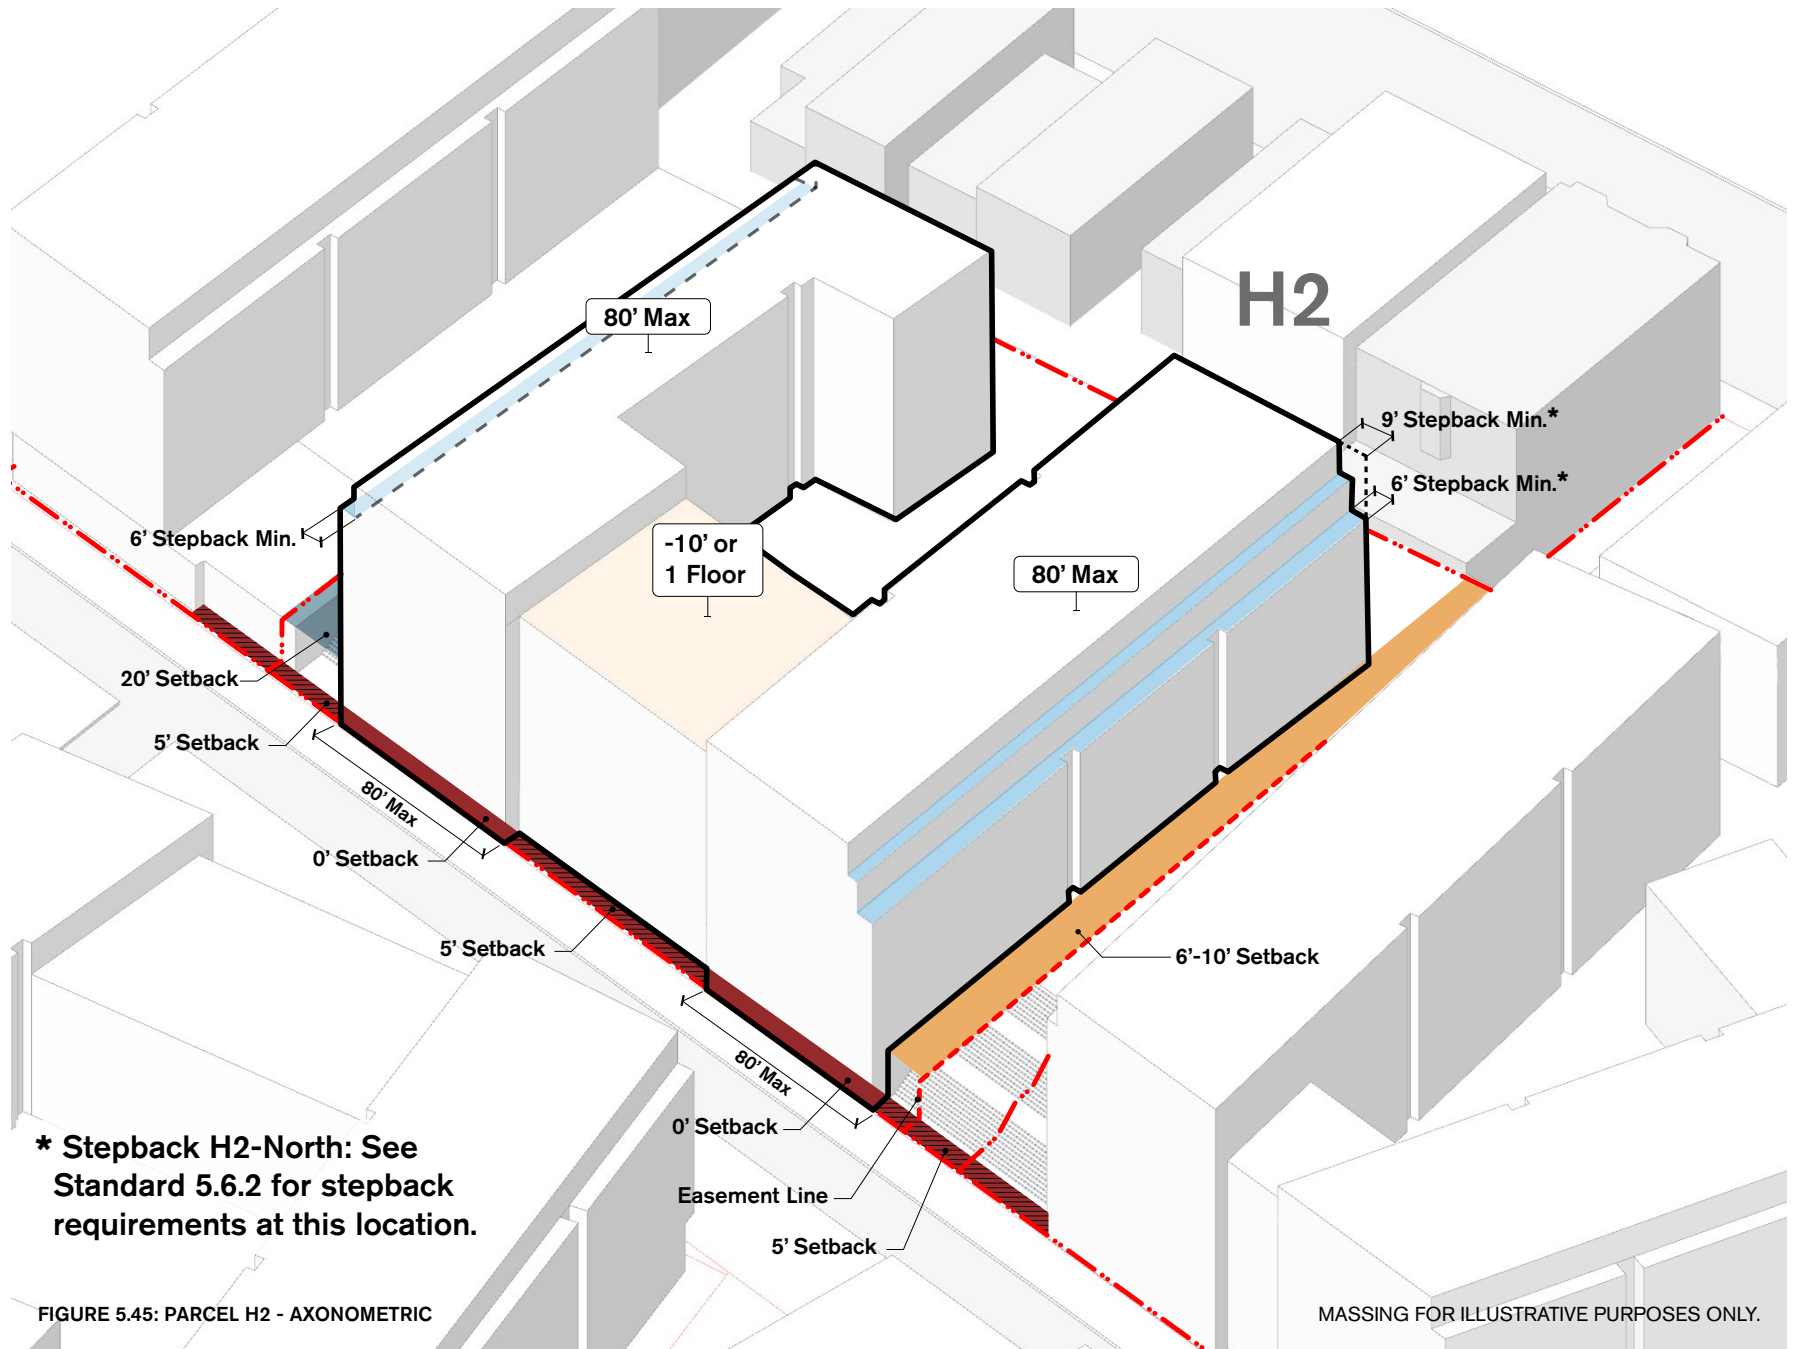 H2
80’ Max
9’ Stepback Min.*
6’ Stepback Min.*
6’ Stepback Min.
-10’ or
1 Floor
80’ Max
20’ Setback
5’ Setback
80’ Max
0’ Setback
5’ Setback
6’-10’ Setback
80’ Max
0’ Setback
Easement Line
5’ Setback
* Stepback H2-North: See
Standard 5.6.2 for stepback
requirements at this location.
FIGURE 5.45: PARCEL H2 - AXONOMETRIC
MASSING FOR ILLUSTRATIVE PURPOSES ONLY.